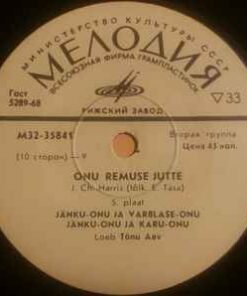 МИНИСТЕРСТВО КУЛЬТУРЫ СССР
МЕЛОДИЯ
ВСЕСОЮЗНАЯ ФИРМА ГРАМПЛАСТИНОК
ГОСТ
5289-68
▽ 33
РИЖСКИЙ ЗАВОД
М32-35841
Вторая группа
(10 сторон)—9
Цена 45 коп.
ONU REMUSE JUTTE
J. Ch. Harris (tõlk. E. Tasa)
5. plaat
JÄNKU-ONU JA VARBLASE-ONU
JÄNKU-ONU JA KARU-ONU
Loeb Tõnu Aav